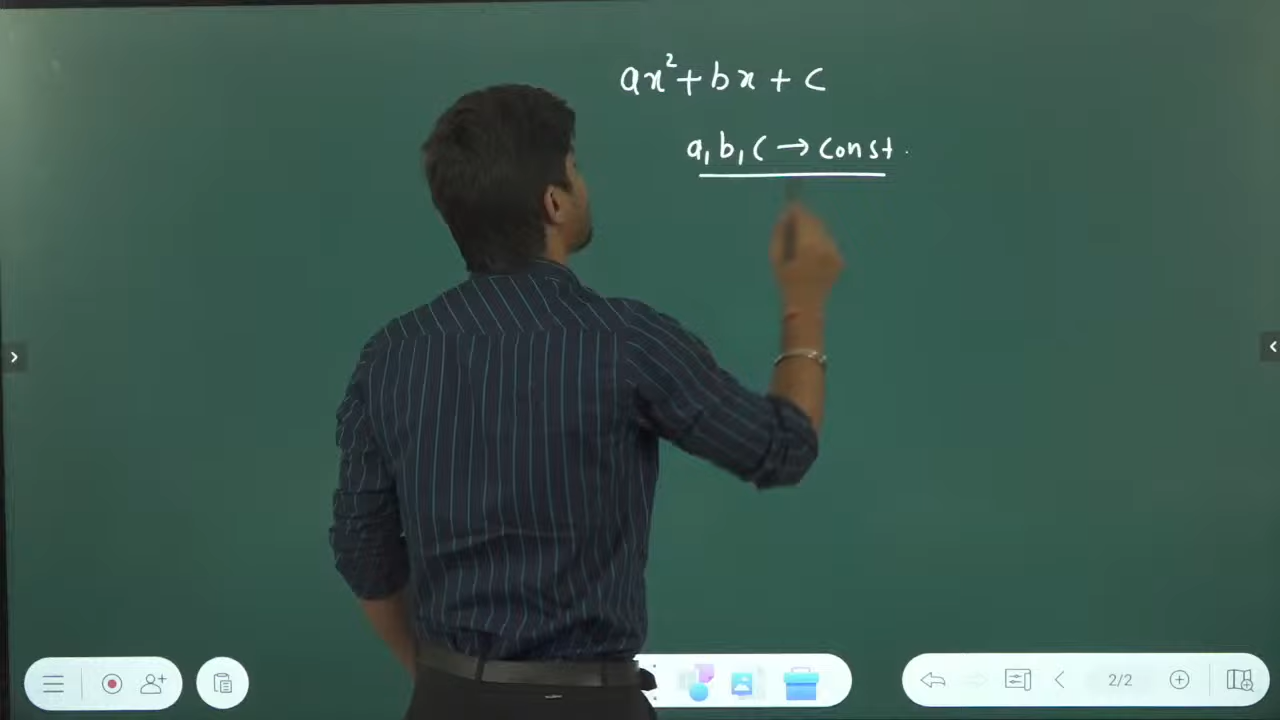 ax²+bx+c
a,b,c→const.
2/2